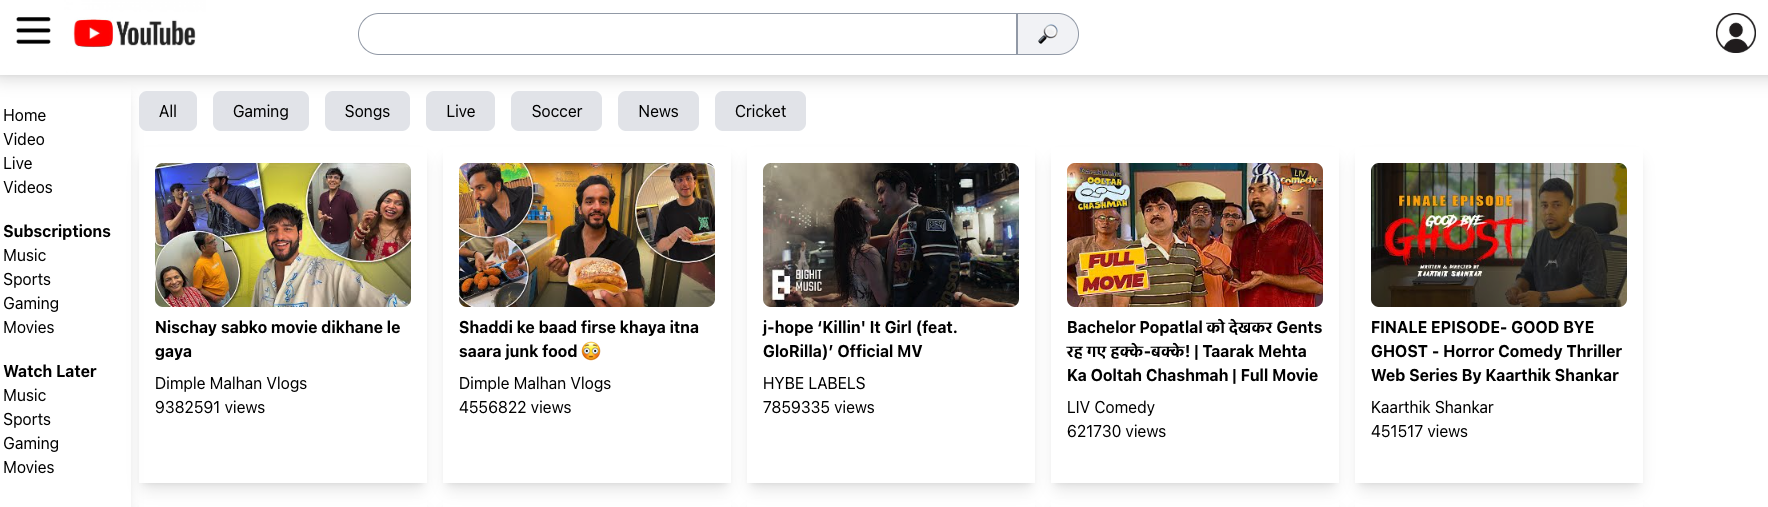 YouTube
Home
Video
Live
Videos
Subscriptions
Music
Sports
Gaming
Movies
Watch Later
Music
Sports
Gaming
Movies
All
Gaming
Songs
Live
Soccer
News
Cricket
Nischay sabko movie dikhane le
gaya
Dimple Malhan Vlogs
9382591 views
Shaddi ke baad firse khaya itna
saara junk food 😳
Dimple Malhan Vlogs
4556822 views
BIGHIT
MUSIC
j-hope ‘Killin' It Girl (feat.
GloRilla)’ Official MV
HYBE LABELS
7859335 views
OOLTAH
CHASHMAH
LIV
Comedy
FULL
MOVIE
Bachelor Popatlal को देखकर Gents
रह गए हक्के-बक्के! | Taarak Mehta
Ka Ooltah Chashmah | Full Movie
LIV Comedy
621730 views
FINALE EPISODE
GOOD BYE
GHOST
WRITTEN & DIRECTED BY
KAARTHIK SHANKAR
FINALE EPISODE- GOOD BYE
GHOST - Horror Comedy Thriller
Web Series By Kaarthik Shankar
Kaarthik Shankar
451517 views